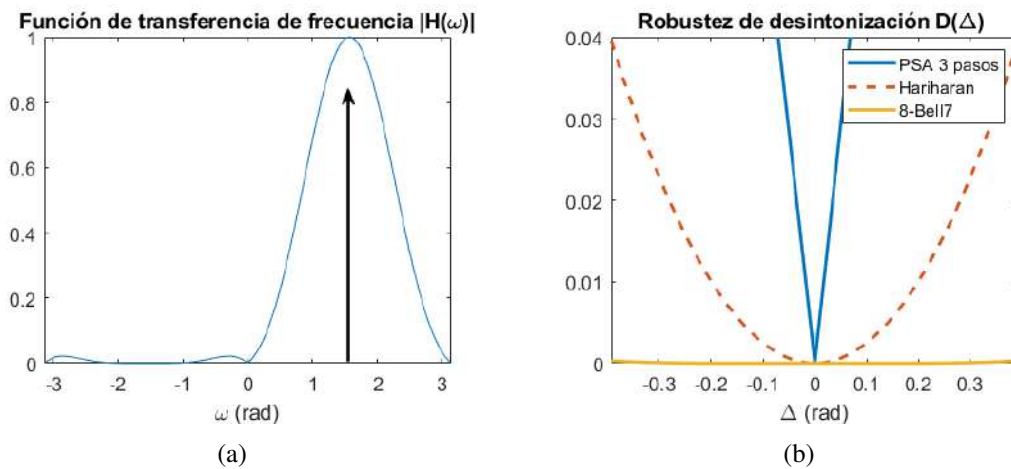 Función de transferencia de frecuencia |H(ω)|
1
0.8
0.6
0.4
0.2
0
-3 -2 -1 0 1 2 3
ω (rad)
(a)
Robustez de desintonización D(Δ)
0.04
0.03
0.02
0.01
0
PSA 3 pasos
Hariharan
8-Bell7
-0.3 -0.2 -0.1 0 0.1 0.2 0.3
Δ (rad)
(b)